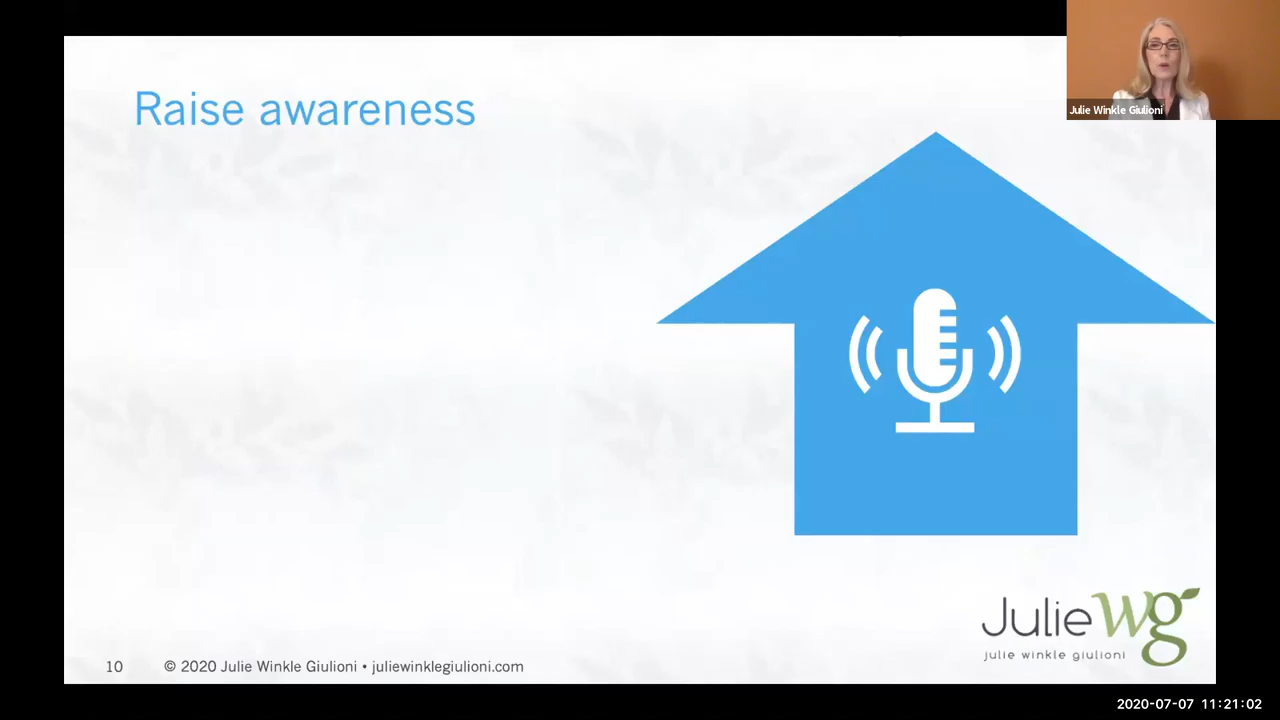 Julie Winkle Giulioni
Raise awareness
Julie Wg
julie winkle giulioni
10
© 2020 Julie Winkle Giulioni • juliewinklegiulioni.com
2020-07-07 11:21:02